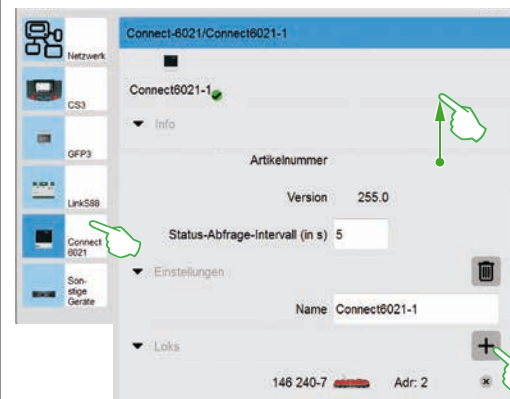 Netzwerk
CS3
GFP3
LinkS88
Connect
6021
Son-
stige
Geräte
Connect-6021/Connect6021-1
Connect6021-1
Info
Artikelnummer
Version 255.0
Status-Abfrage-Intervall (in s) 5
Einstellungen
Name Connect6021-1
Loks
146 240-7 Adr: 2